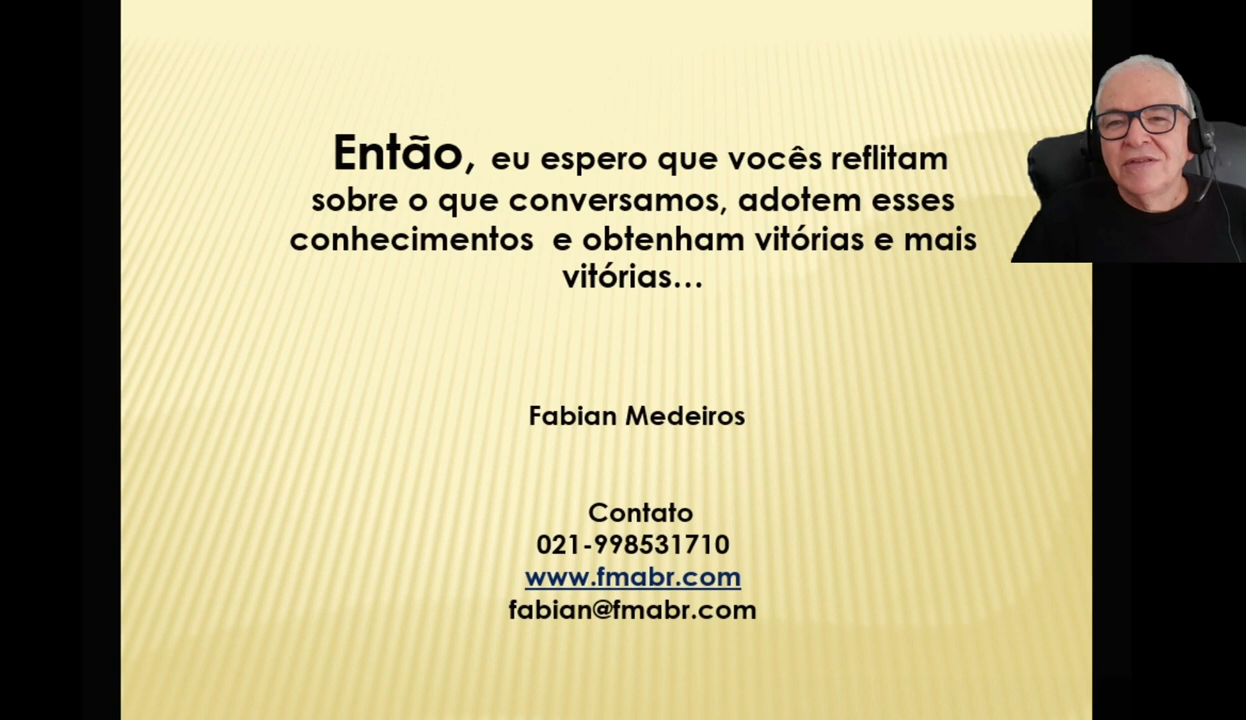 Então, eu espero que vocês reflitam
sobre o que conversamos, adotem esses
conhecimentos e obtenham vitórias e mais
vitórias...
Fabian Medeiros
Contato
021-998531710
www.fmabr.com
fabian@fmabr.com